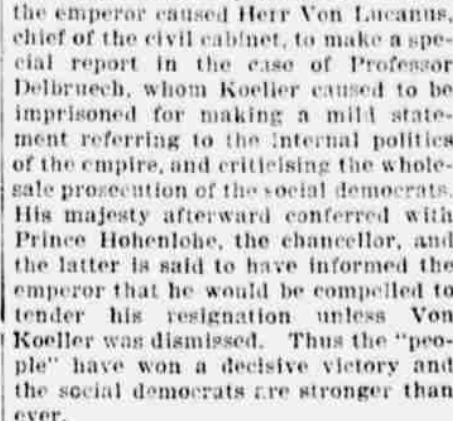 the emperor caused Herr Von Lucanus,
chief of the civil cabinet, to make a spe-
cial report in the case of Professor
Delbruech, whom Koeller caused to be
imprisoned for making a mild state-
ment referring to the internal politics
of the empire, and criticising the whole-
sale prosecution of the social democrats.
His majesty afterward conferred with
Prince Hohenlohe, the chancellor, and
the latter is said to have informed the
emperor that he would be compelled to
tender his resignation unless Von
Koeller was dismissed. Thus the "peo-
ple" have won a decisive victory and
the social democrats are stronger than
ever.